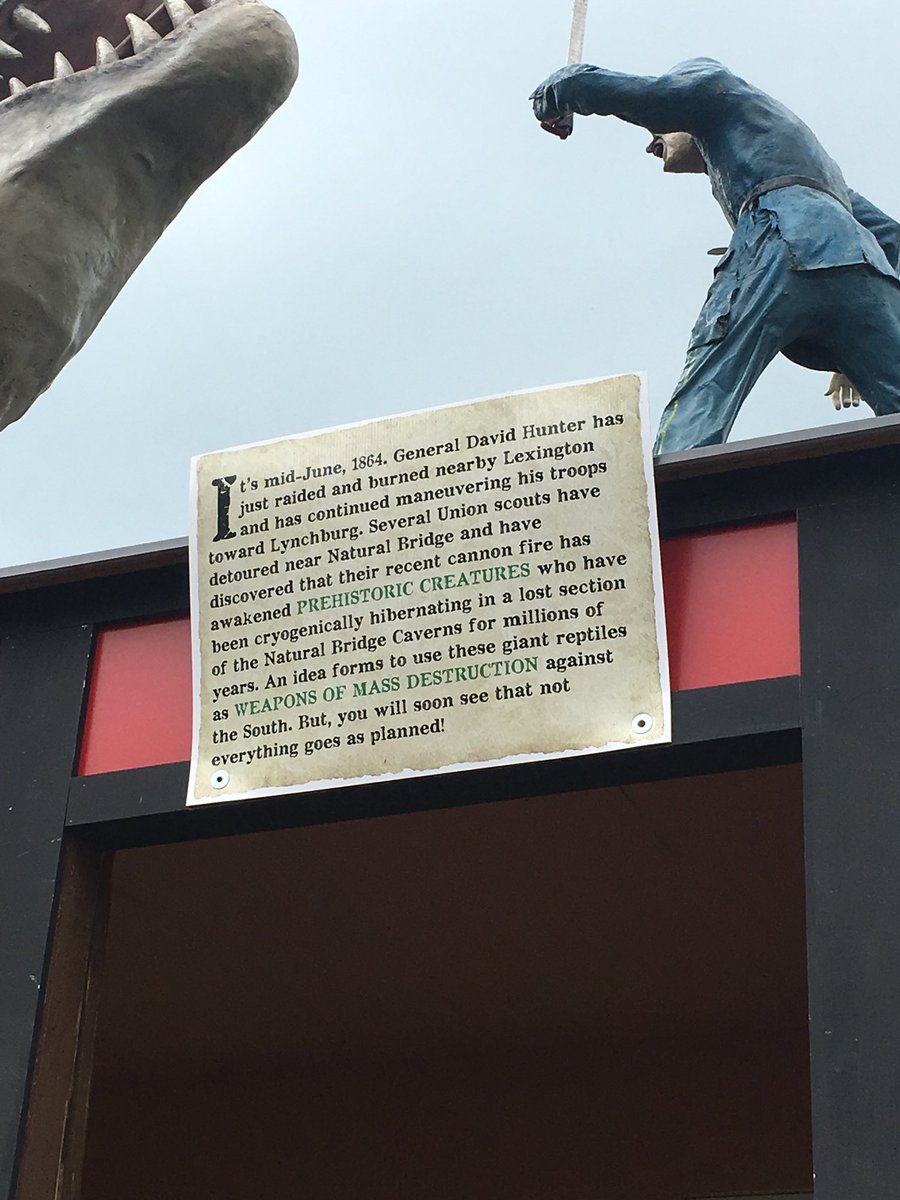 It's mid-June, 1864. General David Hunter has
just raided and burned nearby Lexington
and has continued maneuvering his troops
toward Lynchburg. Several Union scouts have
detoured near Natural Bridge and have
discovered that their recent cannon fire has
awakened PREHISTORIC CREATURES who have
been cryogenically hibernating in a lost section
of the Natural Bridge Caverns for millions of
years. An idea forms to use these giant reptiles
as WEAPONS OF MASS DESTRUCTION against
the South. But, you will soon see that not
everything goes as planned!